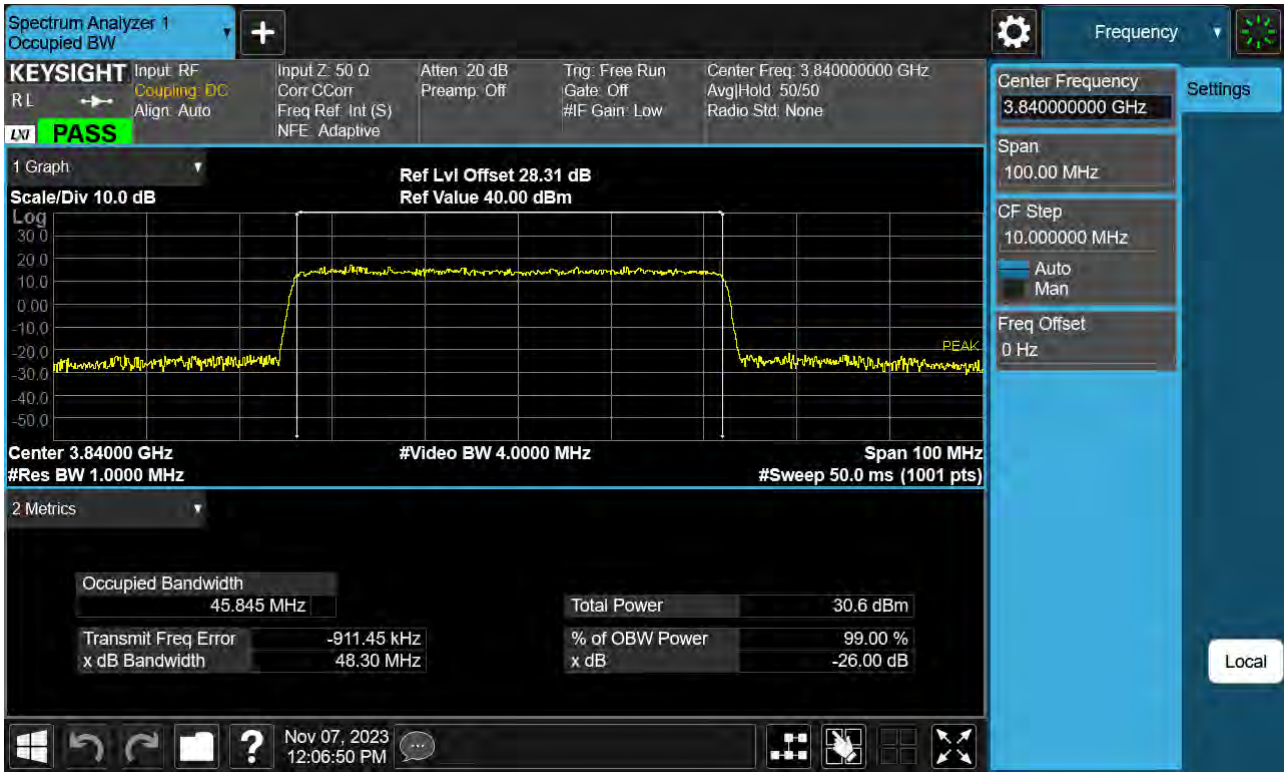 Spectrum Analyzer 1
Occupied BW
+
Frequency
KEYSIGHT
RL
LXI PASS
Input: RF
Coupling: DC
Align: Auto
Input Z: 50 Ω
Corr CCorr
Freq Ref: Int (S)
NFE: Adaptive
Atten: 20 dB
Preamp: Off
Trig: Free Run
Gate: Off
#IF Gain: Low
Center Freq: 3.840000000 GHz
Avg|Hold: 50/50
Radio Std: None
Center Frequency
3.840000000 GHz
Settings
Span
100.00 MHz
CF Step
10.000000 MHz
Auto
Man
Freq Offset
0 Hz
Local
1 Graph
Scale/Div 10.0 dB
Ref Lvl Offset 28.31 dB
Ref Value 40.00 dBm
Log
30.0
20.0
10.0
0.00
-10.0
-20.0
-30.0
-40.0
-50.0
PEAK
Center 3.84000 GHz
#Res BW 1.0000 MHz
#Video BW 4.0000 MHz
Span 100 MHz
#Sweep 50.0 ms (1001 pts)
2 Metrics
Occupied Bandwidth
45.845 MHz
Transmit Freq Error -911.45 kHz
x dB Bandwidth 48.30 MHz
Total Power 30.6 dBm
% of OBW Power 99.00 %
x dB -26.00 dB
?
Nov 07, 2023
12:06:50 PM